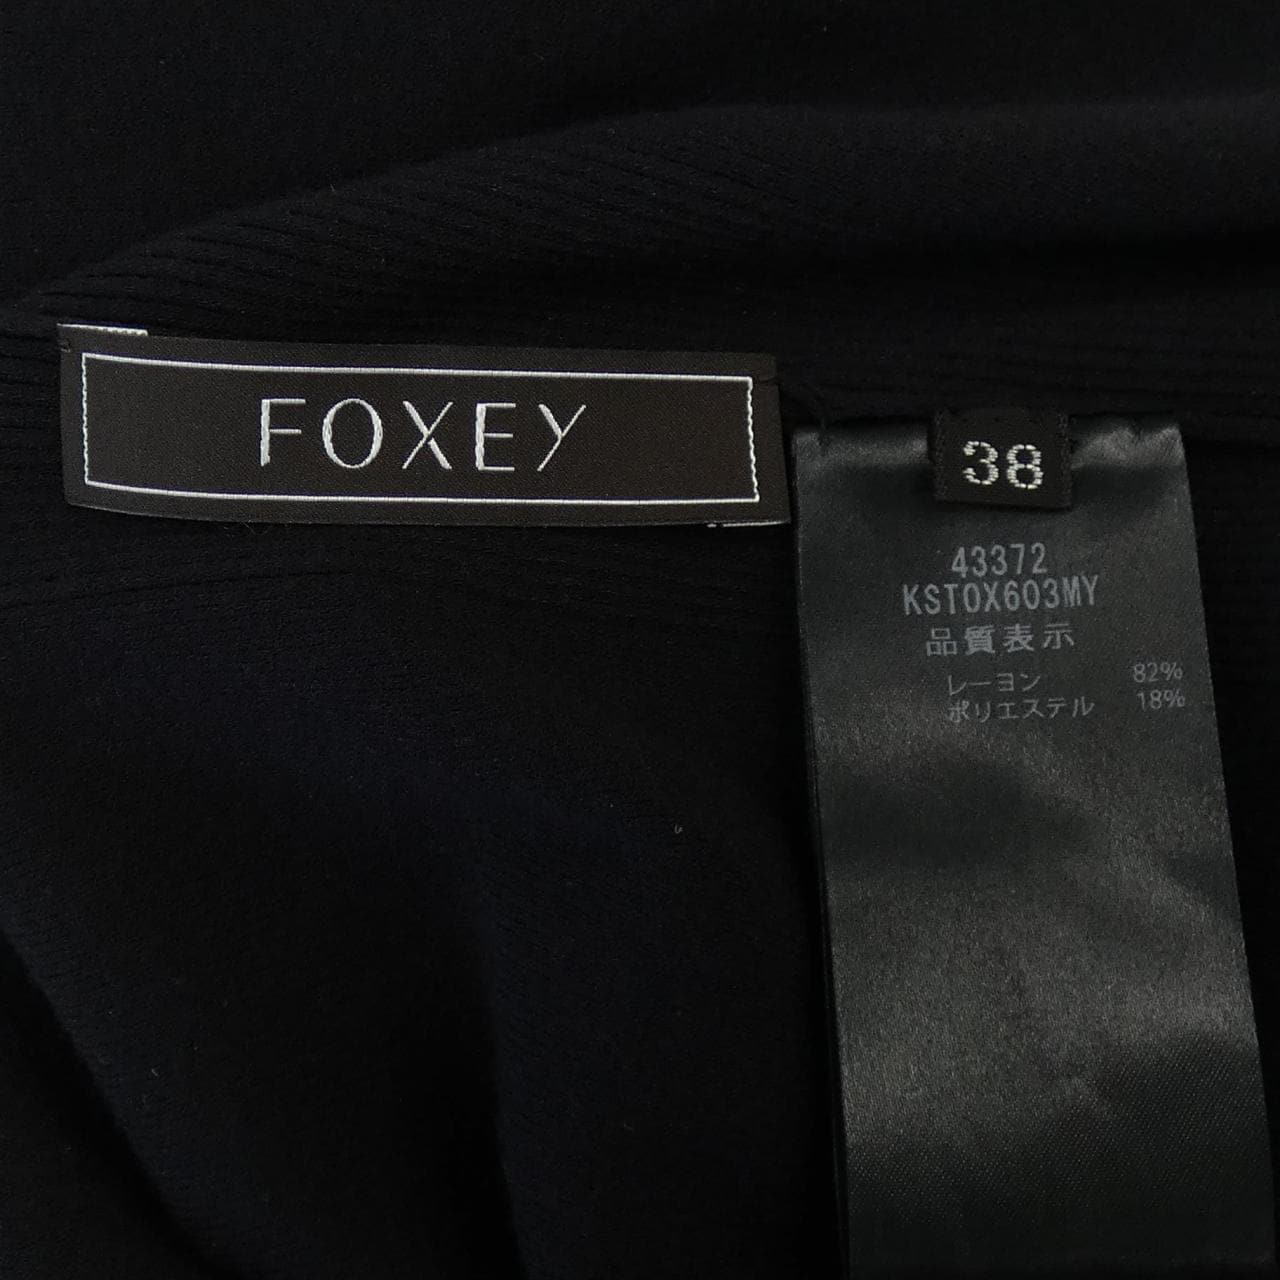 FOXEY
38
43372
KSTOX603MY
品質表示
レーヨン 82%
ポリエステル 18%